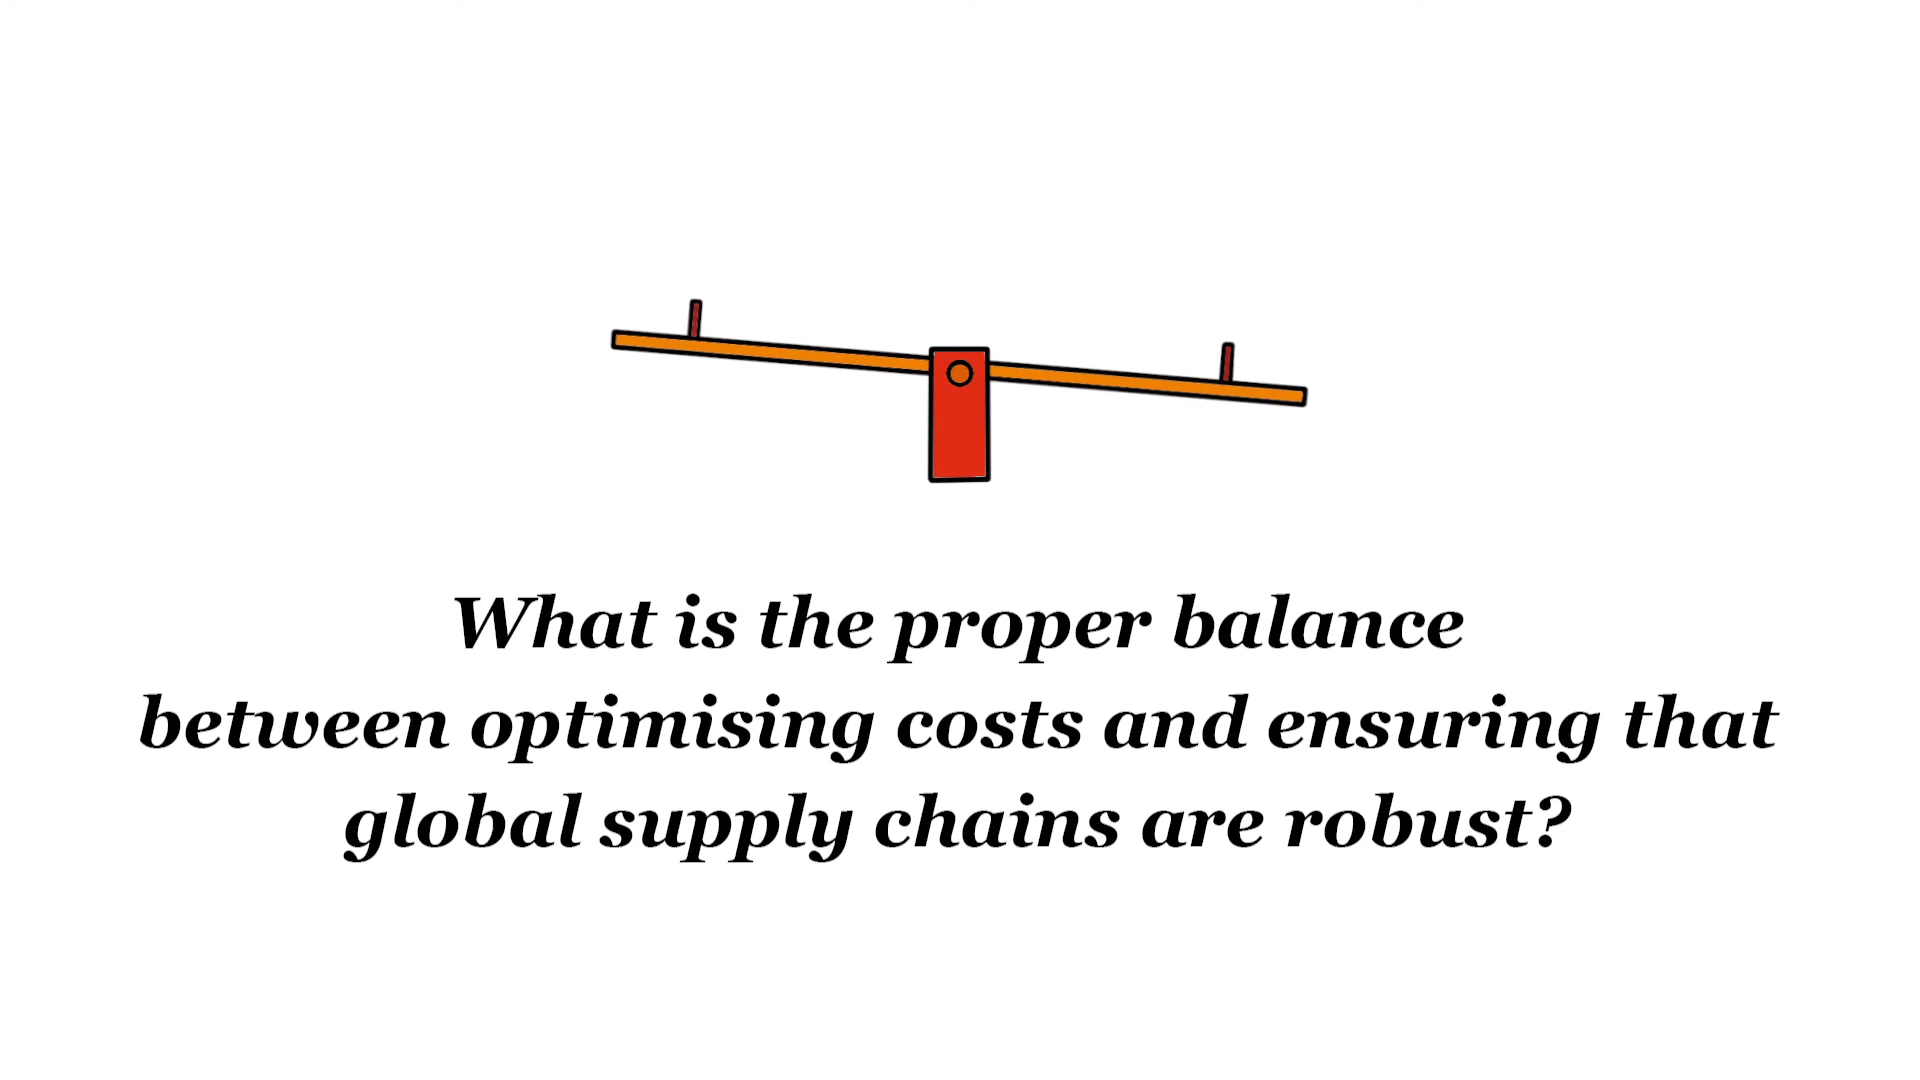 What is the proper balance
between optimising costs and ensuring that
global supply chains are robust?